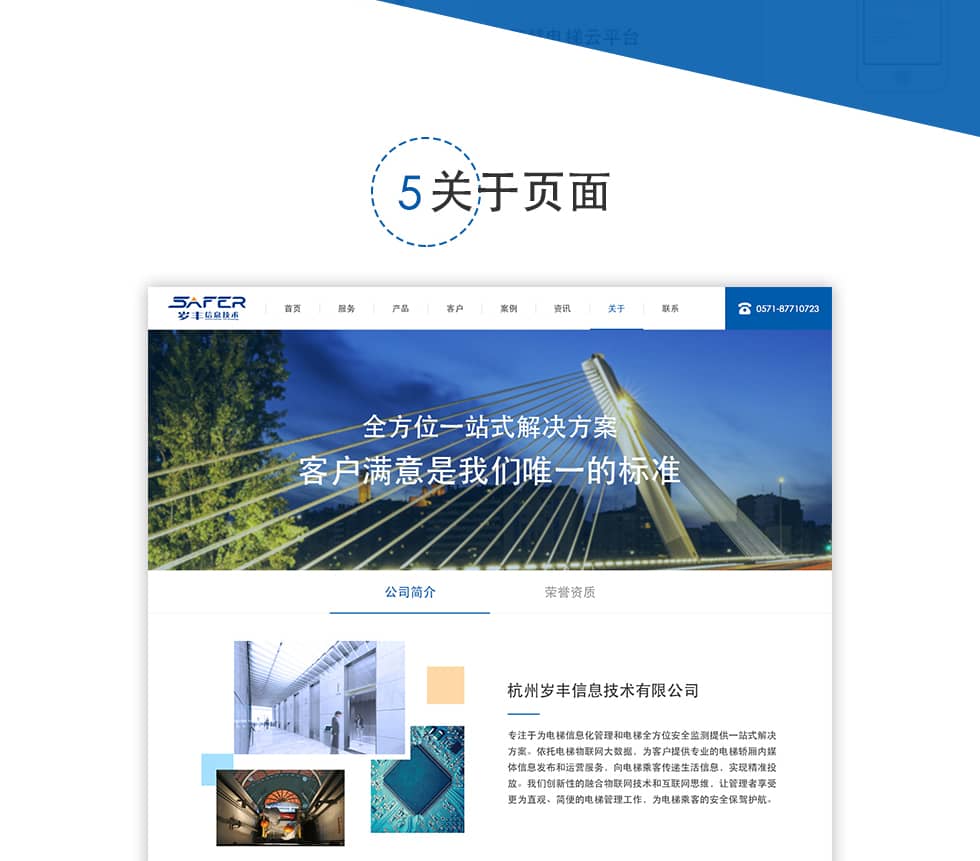 电梯云平台
5 关于页面
SAFER
岁丰信息技术
首页 服务 产品 客户 案例 资讯 关于 联系
0571-87710723
全方位一站式解决方案
客户满意是我们唯一的标准
公司简介 荣誉资质
杭州岁丰信息技术有限公司
专注于为电梯信息化管理和电梯全方位安全监测提供一站式解决
方案。依托电梯物联网大数据，为客户提供专业的电梯轿厢内媒
体信息发布和运营服务，向电梯乘客传递生活信息，实现精准投
放。我们创新性的融合物联网技术和互联网思维，让管理者享受
更为直观、简便的电梯管理工作，为电梯乘客的安全保驾护航。